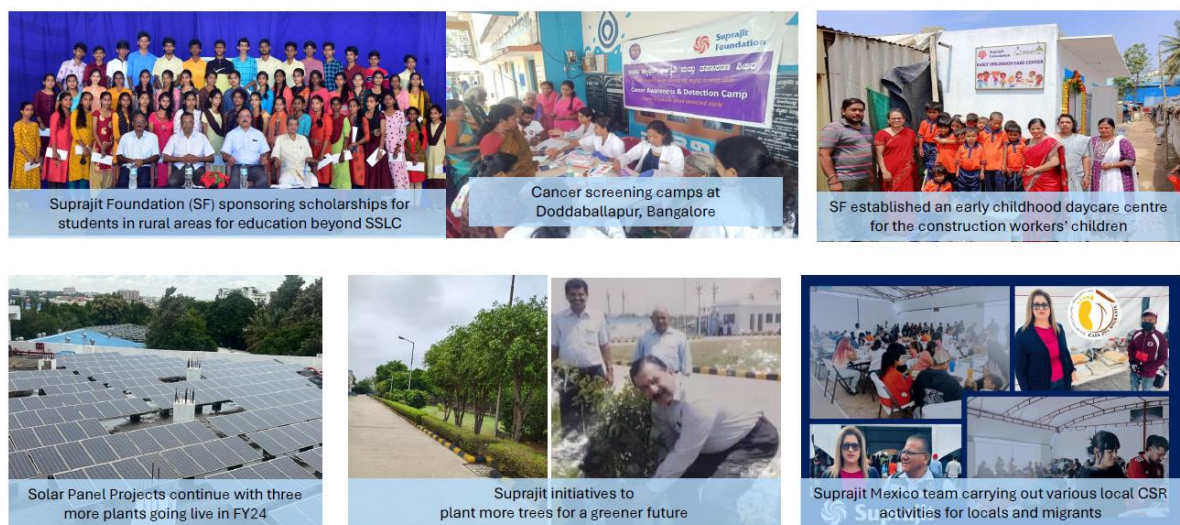 Suprajit Foundation (SF) sponsoring scholarships for
students in rural areas for education beyond SSLC
Suprajit
Foundation
Cancer Awareness & Detection Camp
Cancer screening camps at
Doddaballapur, Bangalore
Suprajit
Foundation
EARLY CHILDHOOD CARE CENTER
SF established an early childhood daycare centre
for the construction workers’ children
Solar Panel Projects continue with three
more plants going live in FY24
Suprajit initiatives to
plant more trees for a greener future
Suprajit Mexico team carrying out various local CSR
activities for locals and migrants
Suprajit